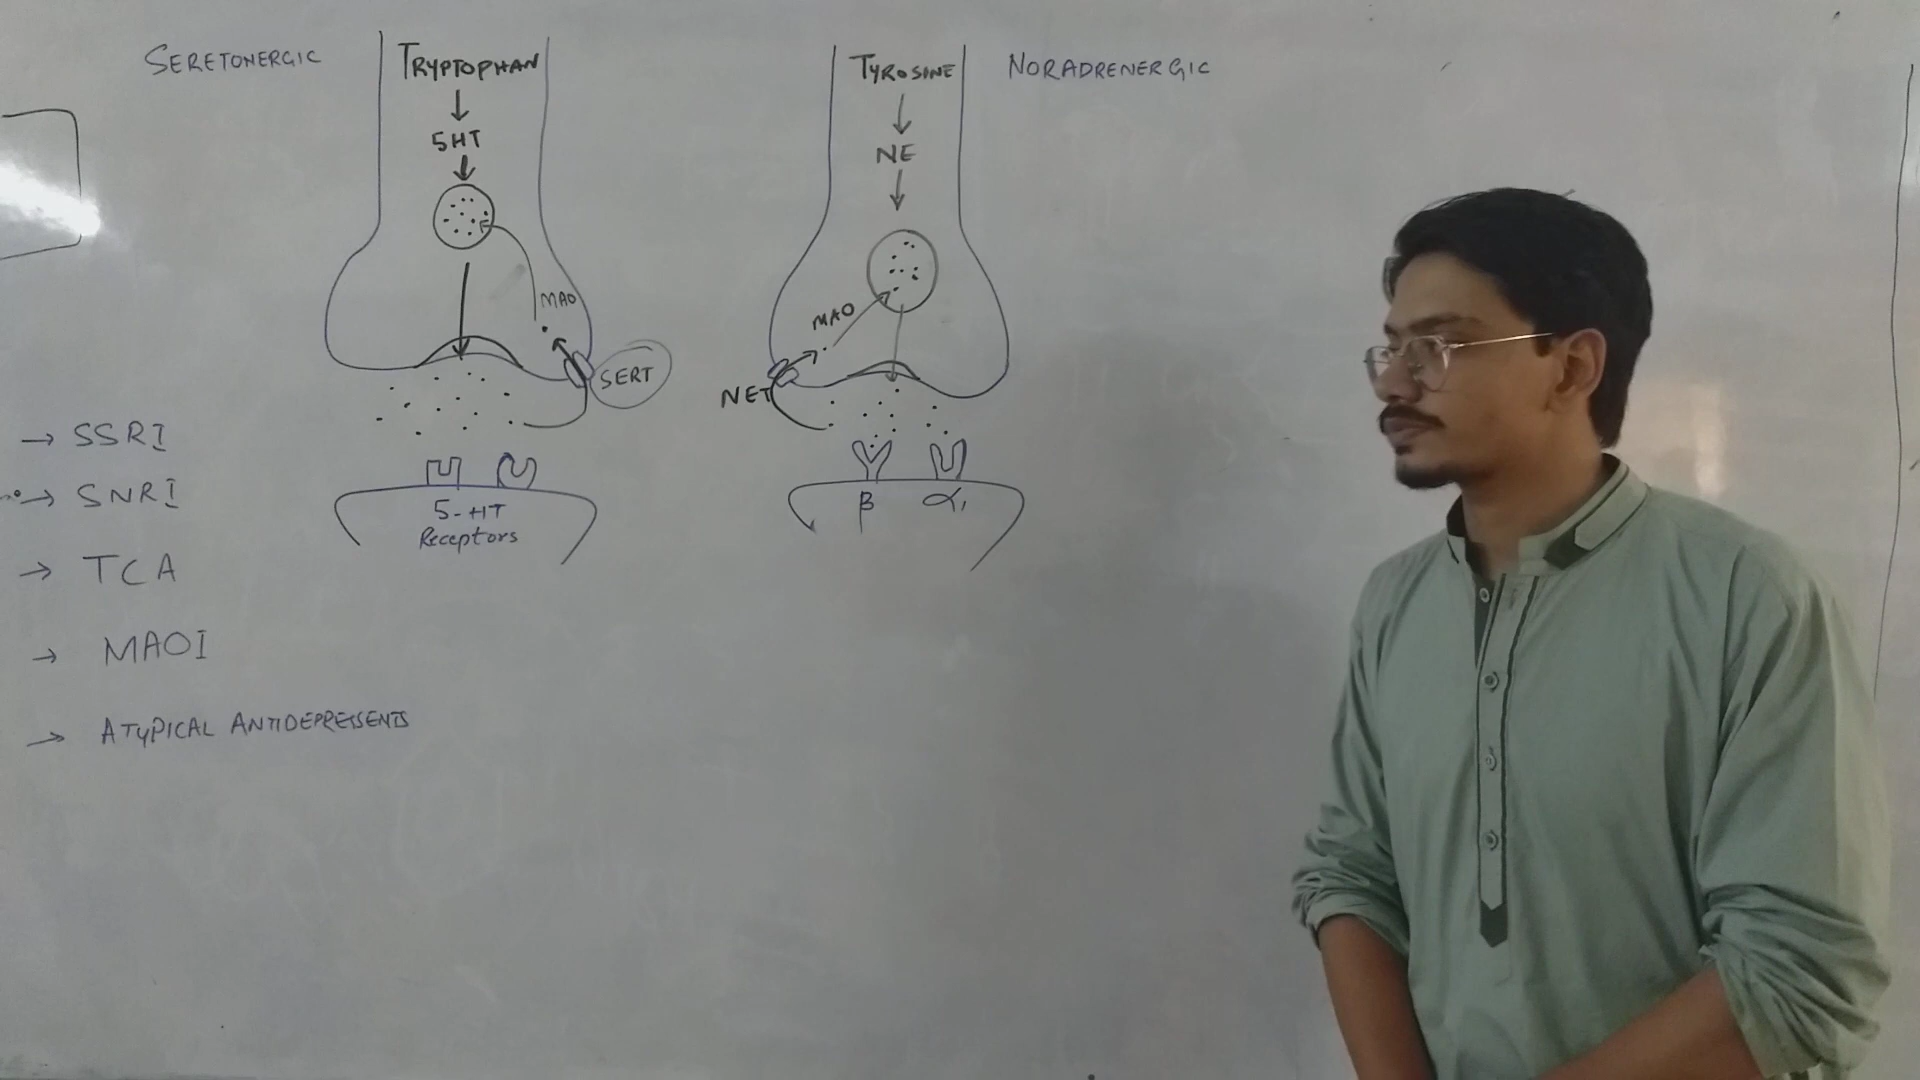 SERETONERGIC
TRYPTOPHAN
5HT
MAO
SERT
5-HT
Receptors
TYROSINE
NORADRENERGIC
NE
MAO
NET
β
α1
→ SSRI
→ SNRI
→ TCA
→ MAOI
→ ATYPICAL ANTIDEPRESSENTS